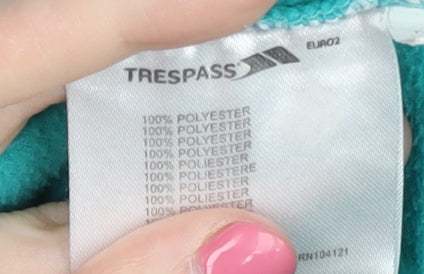 EURO2
TRESPASS
100% POLYESTER
100% POLYESTER
100% POLYESTER
100% POLYESTER
100% POLIESTER
100% POLIESTERE
100% POLIESTER
100% POLIESTER
100% POLYESTER
RN104121